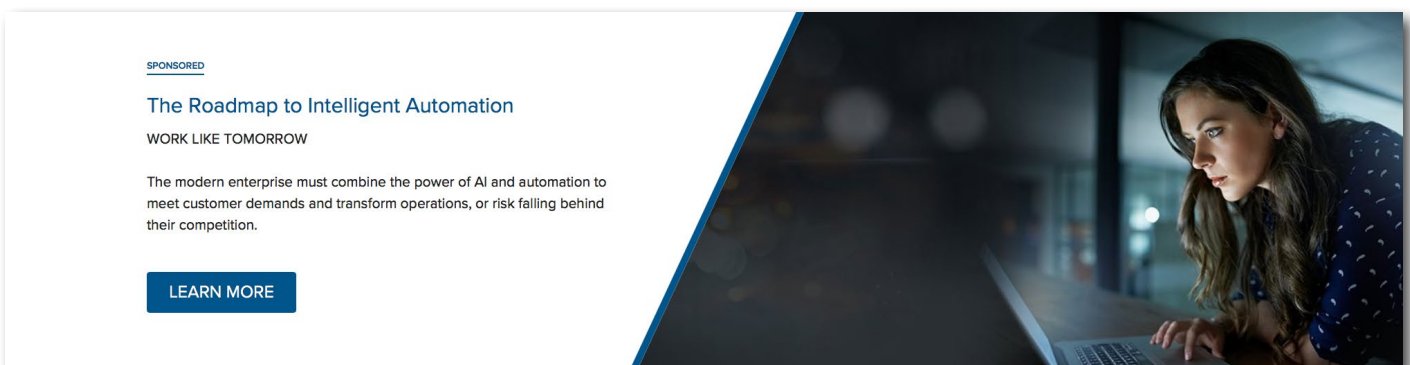 SPONSORED
The Roadmap to Intelligent Automation
WORK LIKE TOMORROW
The modern enterprise must combine the power of AI and automation to
meet customer demands and transform operations, or risk falling behind
their competition.
LEARN MORE